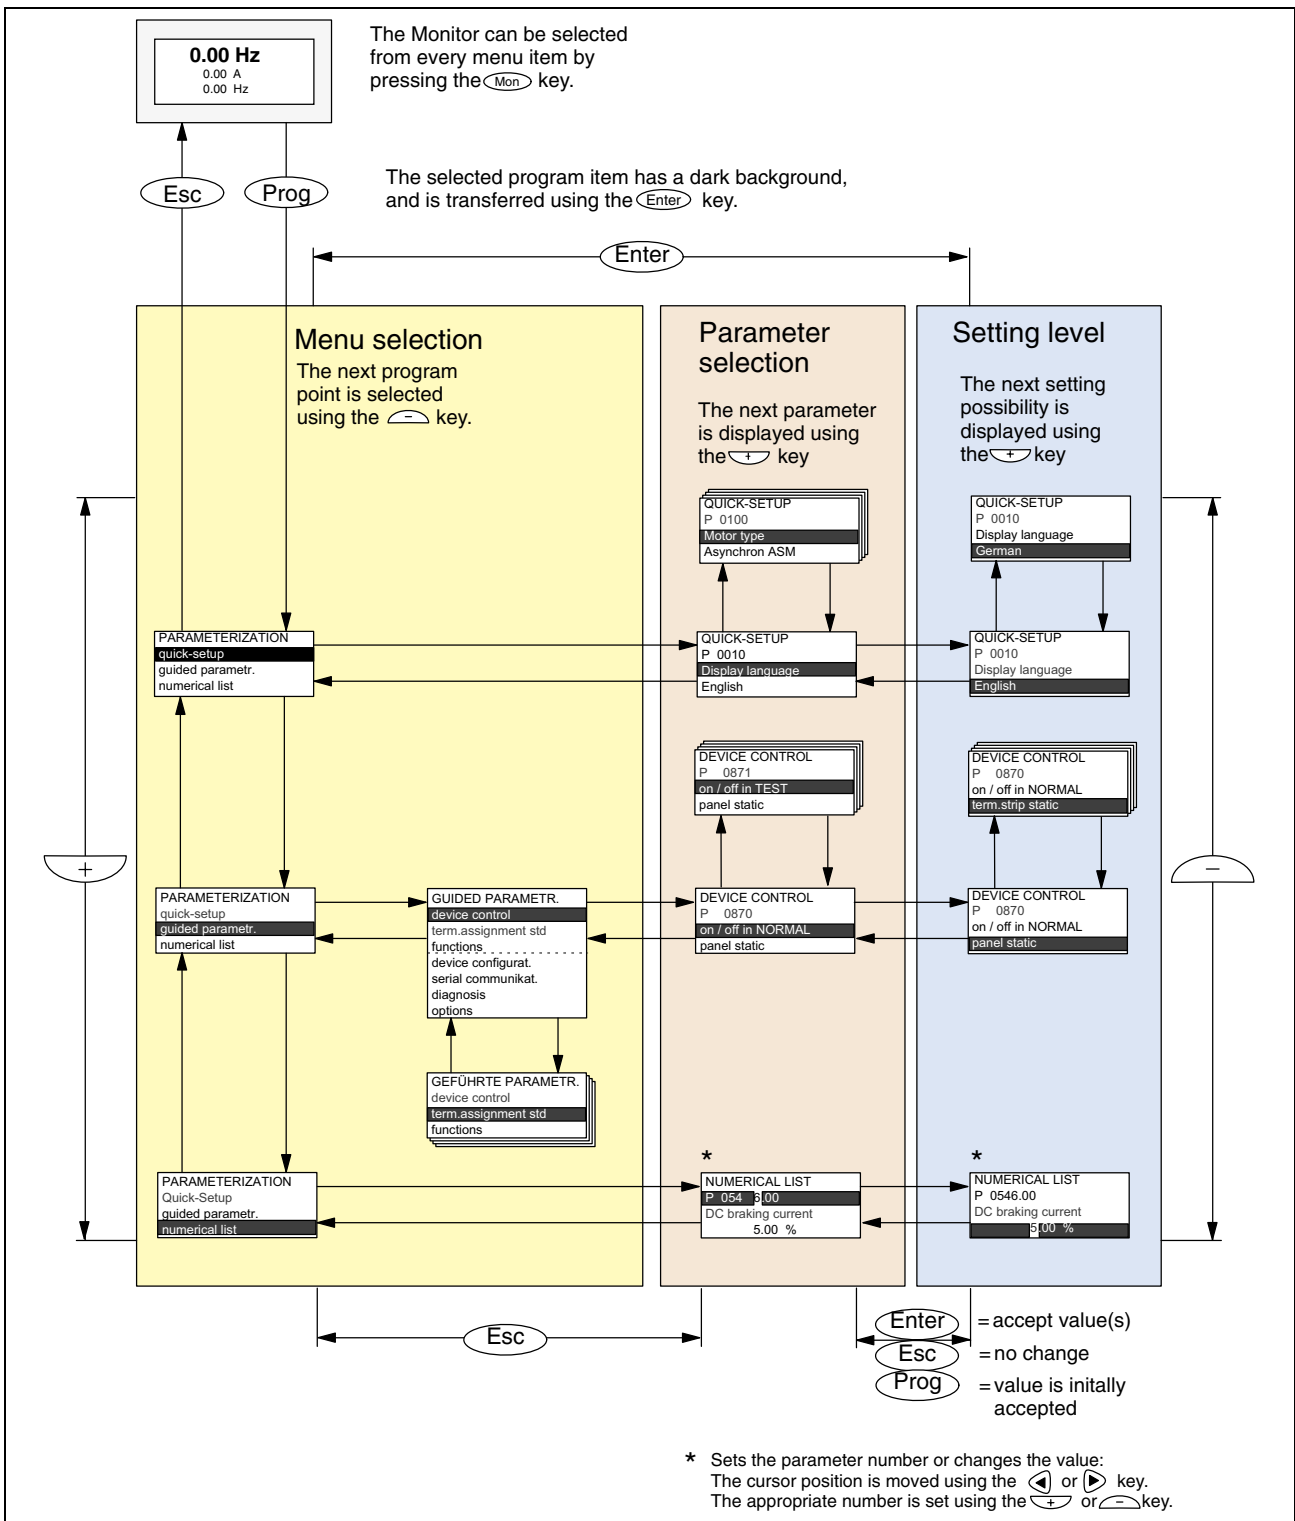 0.00 Hz
0.00 A
0.00 Hz
The Monitor can be selected
from every menu item by
pressing the Mon key.
Esc
Prog
The selected program item has a dark background,
and is transferred using the Enter key.
Enter
Menu selection
The next program
point is selected
using the − key.
Parameter
selection
The next parameter
is displayed using
the + key
Setting level
The next setting
possibility is
displayed using
the + key
QUICK-SETUP
P 0100
Motor type
Asynchron ASM
QUICK-SETUP
P 0010
Display language
German
PARAMETERIZATION
quick-setup
guided parametr.
numerical list
QUICK-SETUP
P 0010
Display language
English
QUICK-SETUP
P 0010
Display language
English
DEVICE CONTROL
P 0871
on / off in TEST
panel static
DEVICE CONTROL
P 0870
on / off in NORMAL
term.strip static
+
−
PARAMETERIZATION
quick-setup
guided parametr.
numerical list
GUIDED PARAMETR.
device control
term.assignment std
functions
device configurat.
serial communikat.
diagnosis
options
DEVICE CONTROL
P 0870
on / off in NORMAL
panel static
DEVICE CONTROL
P 0870
on / off in NORMAL
panel static
GEFÜHRTE PARAMETR.
device control
term.assignment std
functions
PARAMETERIZATION
Quick-Setup
guided parametr.
numerical list
*
NUMERICAL LIST
P 054 6.00
DC braking current
5.00 %
*
NUMERICAL LIST
P 0546.00
DC braking current
5.00 %
Esc
Enter = accept value(s)
Esc = no change
Prog = value is initally
accepted
* Sets the parameter number or changes the value:
The cursor position is moved using the ◀ or ▶ key.
The appropriate number is set using the + or − key.